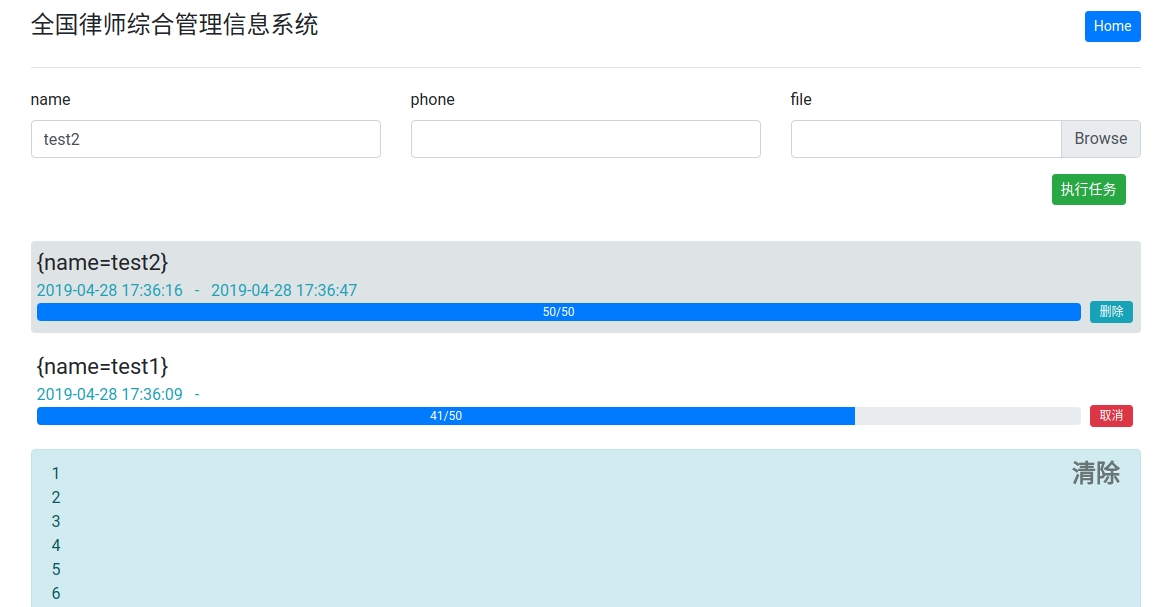 全国律师综合管理信息系统 Home
name phone file
test2 Browse
执行任务
{name=test2}
2019-04-28 17:36:16 - 2019-04-28 17:36:47
50/50 删除
{name=test1}
2019-04-28 17:36:09 -
41/50 取消
清除
1
2
3
4
5
6